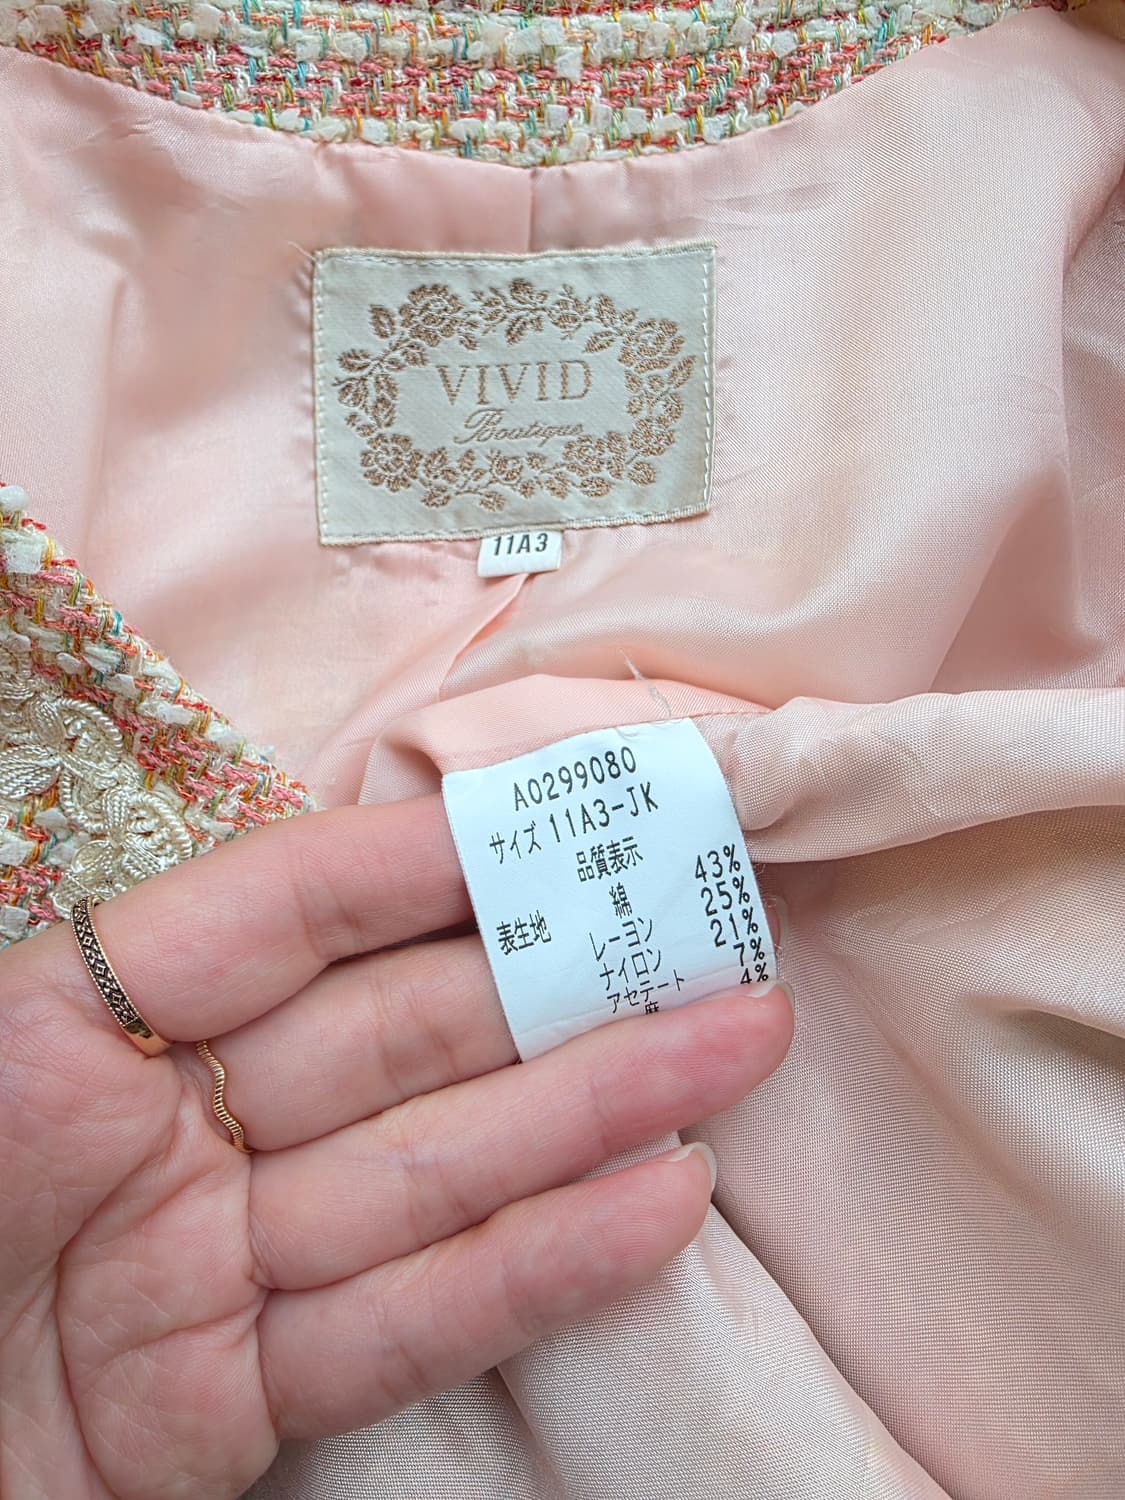 VIVID
Boutique
11A3
A0299080
サイズ 11A3-JK
品質表示
表生地 綿 43%
レーヨン 25%
ナイロン 21%
アセテート 7%
麻 4%